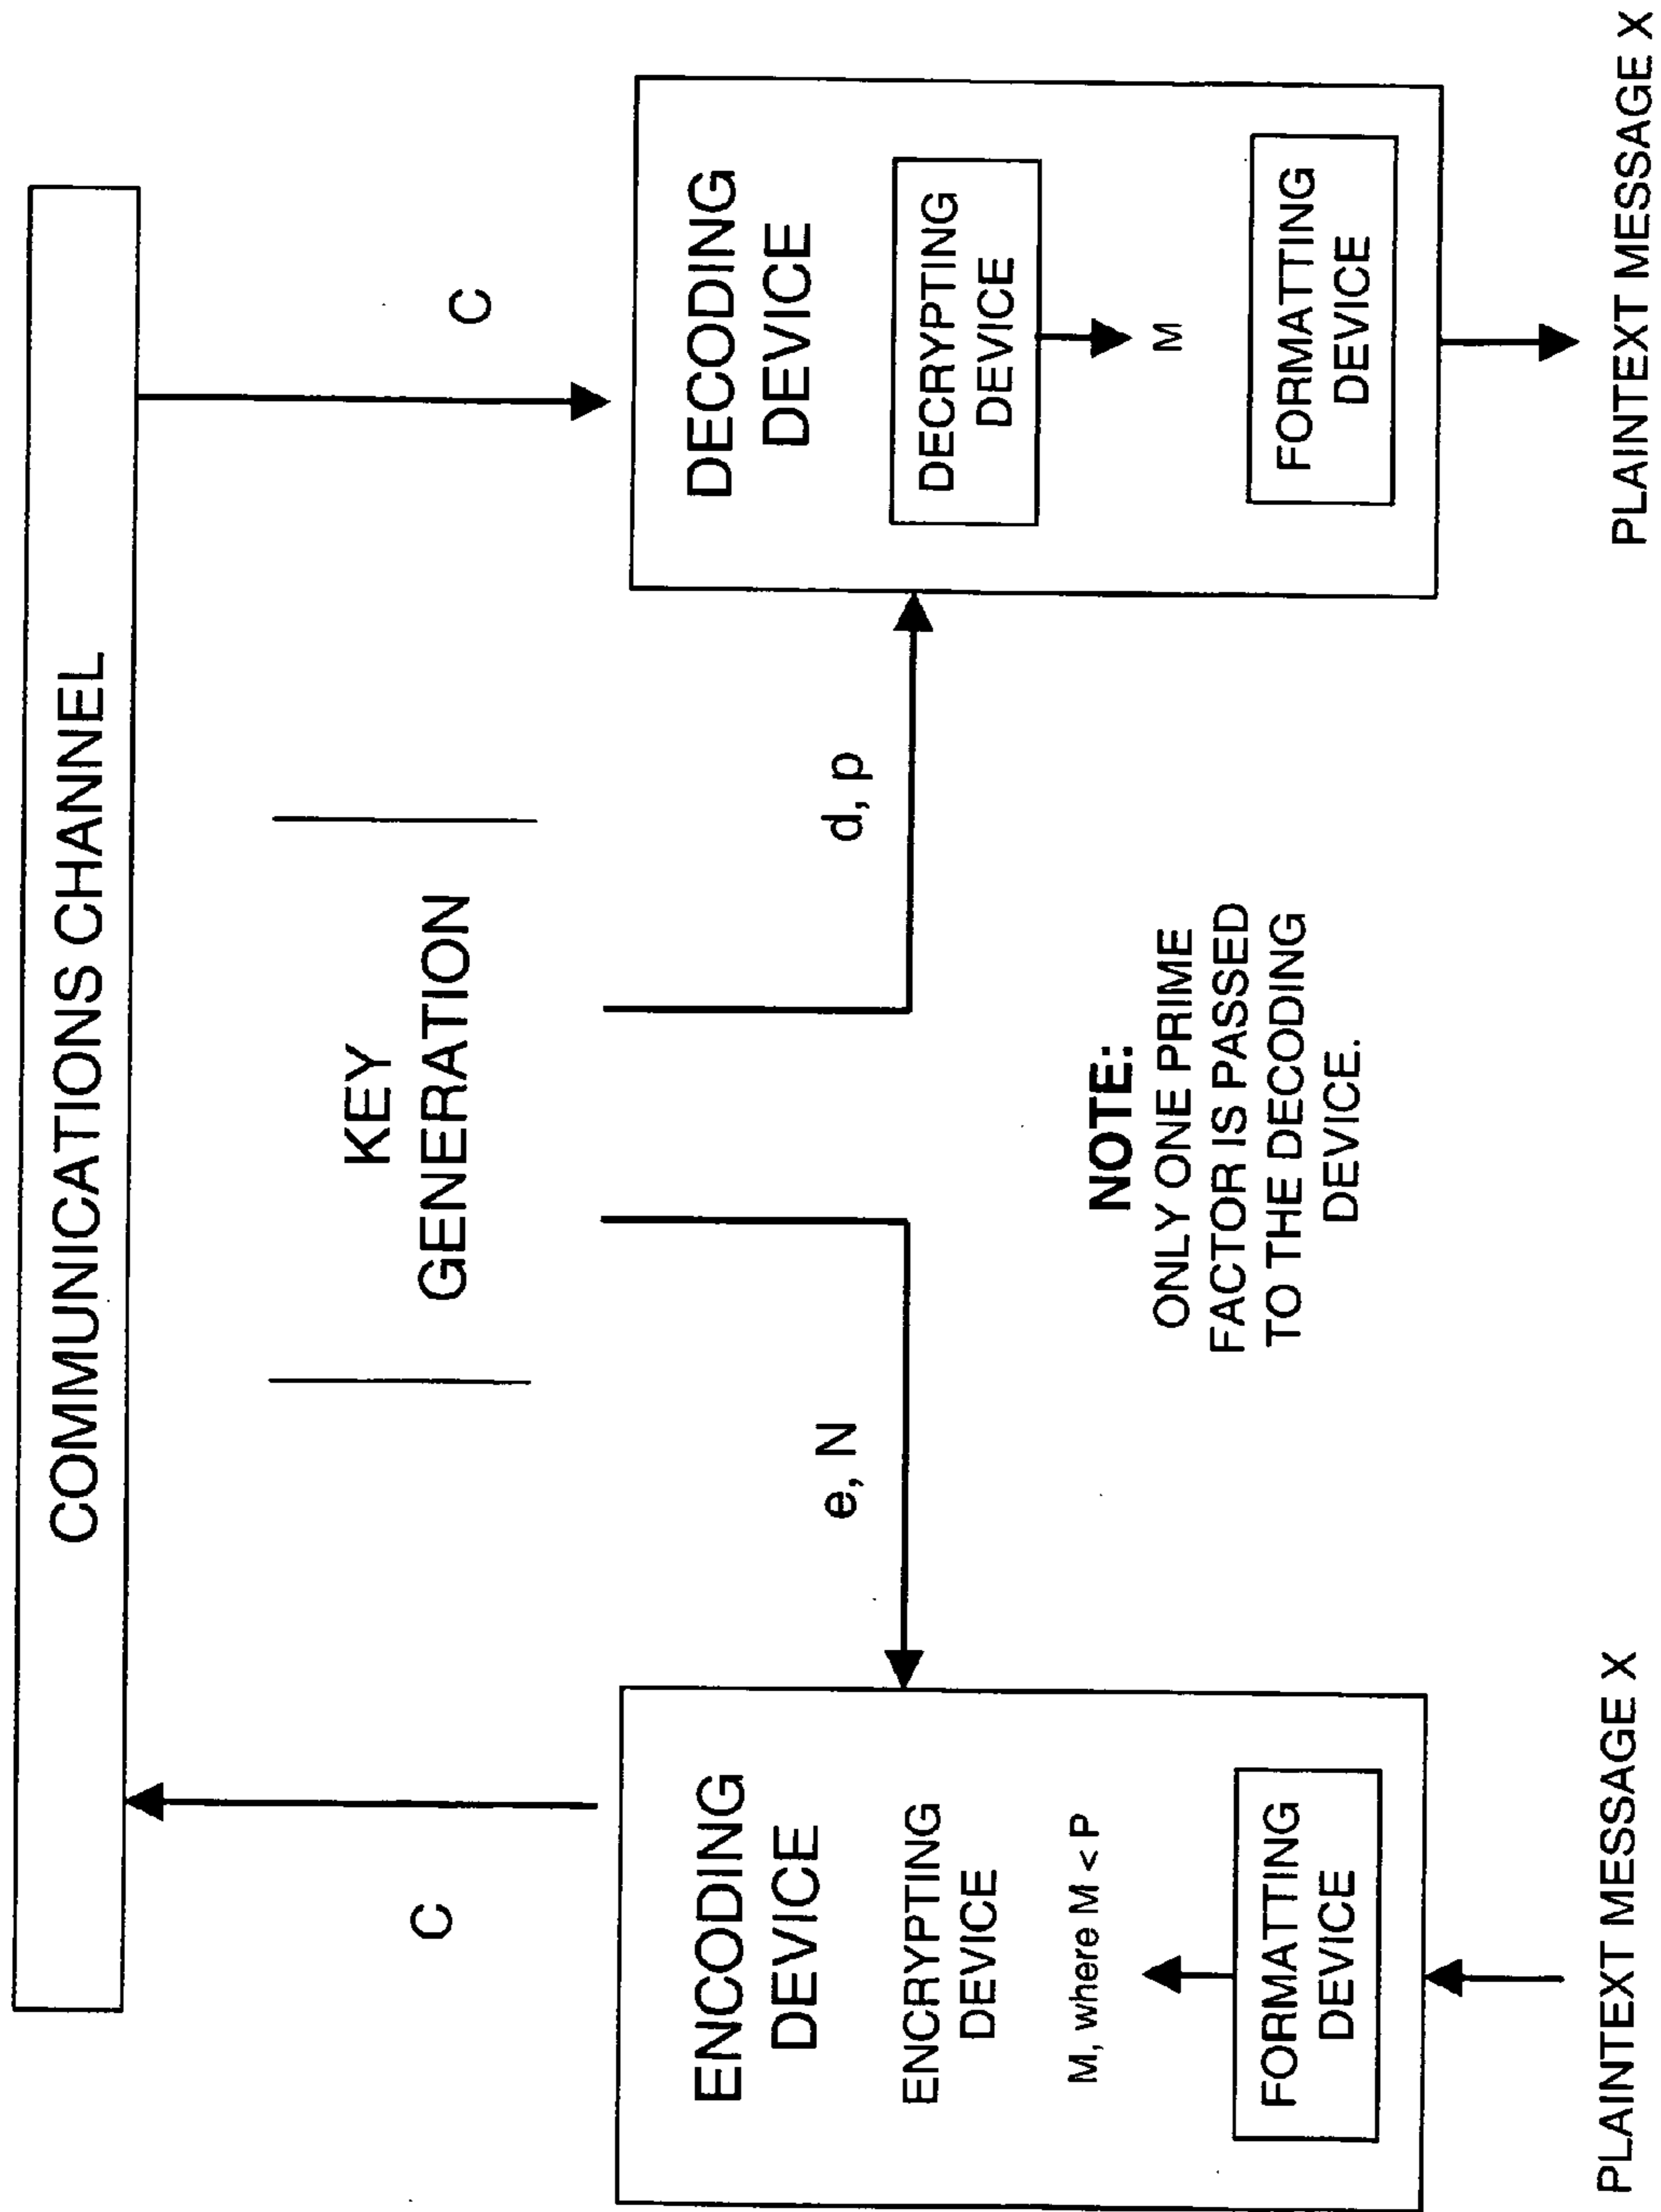 COMMUNICATIONS CHANNEL
C
C
KEY
GENERATION
e, N
d, p
ENCODING
DEVICE
ENCRYPTING
DEVICE
M, where M < P
FORMATTING
DEVICE
PLAINTEXT MESSAGE X
NOTE:
ONLY ONE PRIME
FACTOR IS PASSED
TO THE DECODING
DEVICE.
DECODING
DEVICE
DECRYPTING
DEVICE
M
FORMATTING
DEVICE
PLAINTEXT MESSAGE X